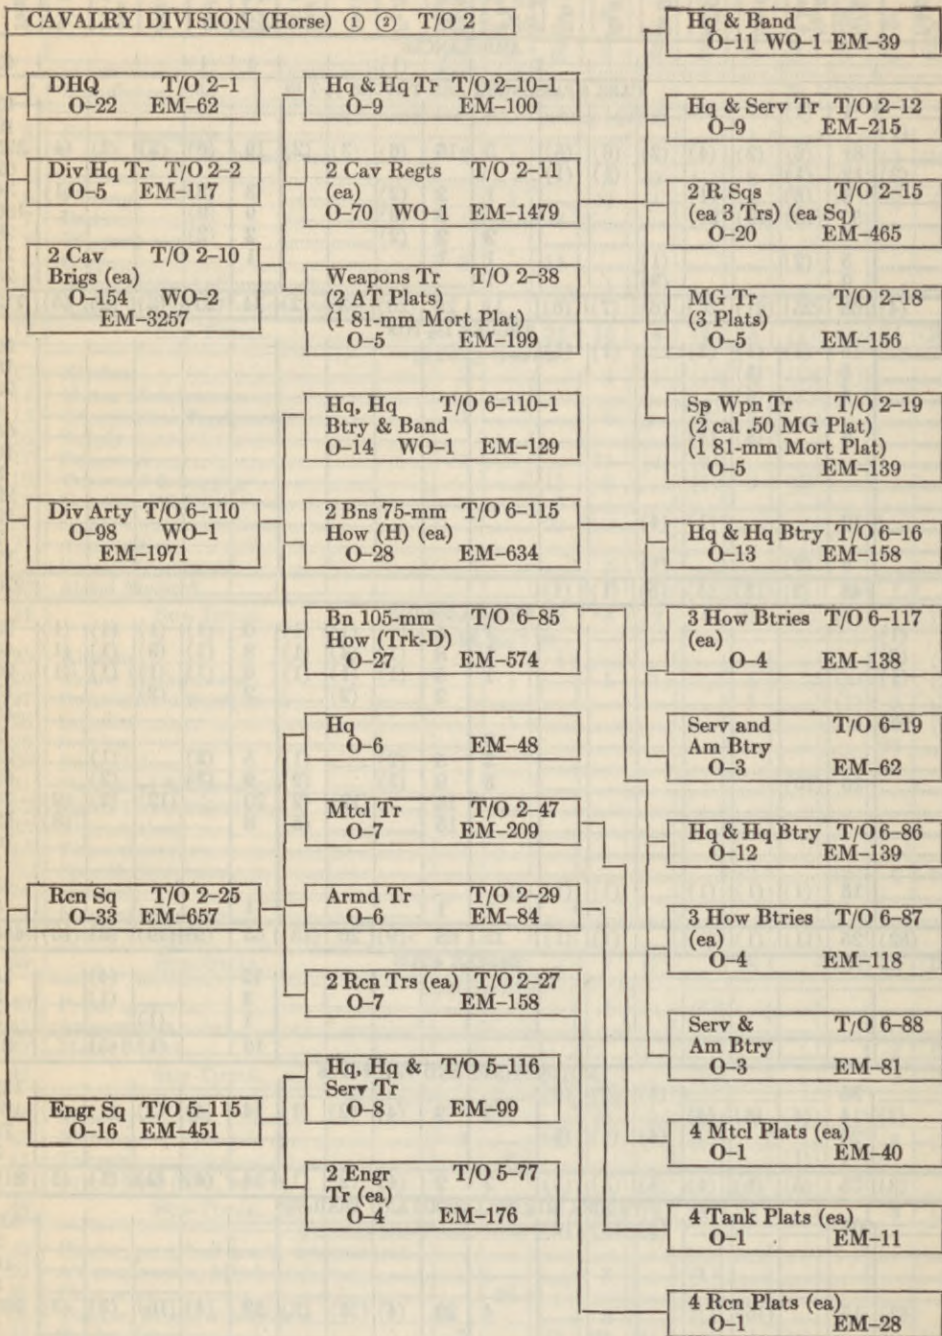 CAVALRY DIVISION (Horse) ① ② T/O 2
DHQ T/O 2–1
O–22 EM–62
Div Hq Tr T/O 2–2
O–5 EM–117
2 Cav T/O 2–10
Brigs (ea)
O–154 WO–2
EM–3257
Div Arty T/O 6–110
O–98 WO–1
EM–1971
Rcn Sq T/O 2–25
O–33 EM–657
Engr Sq T/O 5–115
O–16 EM–451
Hq & Hq Tr T/O 2–10–1
O–9 EM–100
2 Cav Regts T/O 2–11
(ea)
O–70 WO–1 EM–1479
Weapons Tr T/O 2–38
(2 AT Plats)
(1 81-mm Mort Plat)
O–5 EM–199
Hq, Hq T/O 6–110–1
Btry & Band
O–14 WO–1 EM–129
2 Bns 75-mm T/O 6–115
How (H) (ea)
O–28 EM–634
Bn 105-mm T/O 6–85
How (Trk-D)
O–27 EM–574
Hq
O–6 EM–48
Mtcl Tr T/O 2–47
O–7 EM–209
Armd Tr T/O 2–29
O–6 EM–84
2 Rcn Trs (ea) T/O 2–27
O–7 EM–158
Hq, Hq & T/O 5–116
Serv Tr
O–8 EM–99
2 Engr T/O 5–77
Tr (ea)
O–4 EM–176
Hq & Band
O–11 WO–1 EM–39
Hq & Serv Tr T/O 2–12
O–9 EM–215
2 R Sqs T/O 2–15
(ea 3 Trs) (ea Sq)
O–20 EM–465
MG Tr T/O 2–18
(3 Plats)
O–5 EM–156
Sp Wpn Tr T/O 2–19
(2 cal .50 MG Plat)
(1 81-mm Mort Plat)
O–5 EM–139
Hq & Hq Btry T/O 6–16
O–13 EM–158
3 How Btries T/O 6–117
(ea)
O–4 EM–138
Serv and T/O 6–19
Am Btry
O–3 EM–62
Hq & Hq Btry T/O 6–86
O–12 EM–139
3 How Btries T/O 6–87
(ea)
O–4 EM–118
Serv & T/O 6–88
Am Btry
O–3 EM–81
4 Mtcl Plats (ea)
O–1 EM–40
4 Tank Plats (ea)
O–1 EM–11
4 Rcn Plats (ea)
O–1 EM–28